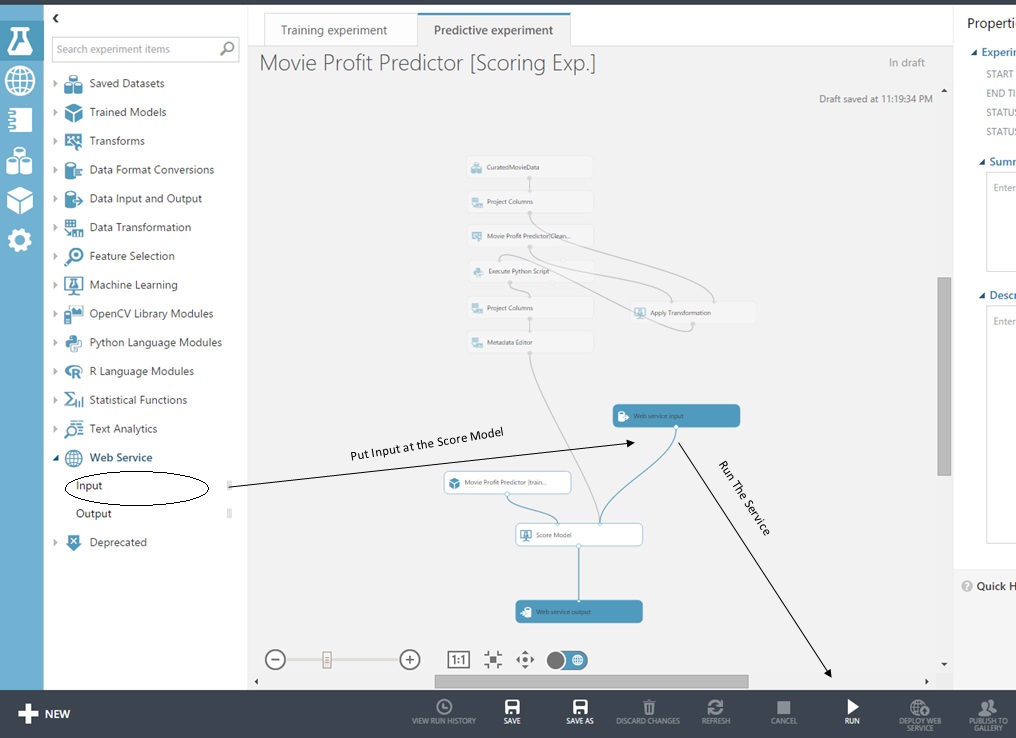 Training experiment
Predictive experiment
Properti
Search experiment items
Movie Profit Predictor [Scoring Exp.]
In draft
Draft saved at 11:19:34 PM
Experir
START
END TI
STATUS
STATUS
Summ
Enter
Descr
Enter
Quick H
Saved Datasets
Trained Models
Transforms
Data Format Conversions
Data Input and Output
Data Transformation
Feature Selection
Machine Learning
OpenCV Library Modules
Python Language Modules
R Language Modules
Statistical Functions
Text Analytics
Web Service
Input
Output
Deprecated
CuratedMovieData
Project Columns
Movie Profit Predictor[Clean...
Execute Python Script
Project Columns
Apply Transformation
Metadata Editor
Web service input
Put Input at the Score Model
Run The Service
Movie Profit Predictor [train...
Score Model
Web service output
1:1
NEW
VIEW RUN HISTORY
SAVE
SAVE AS
DISCARD CHANGES
REFRESH
CANCEL
RUN
DEPLOY WEB
SERVICE
PUBLISH TO
GALLERY